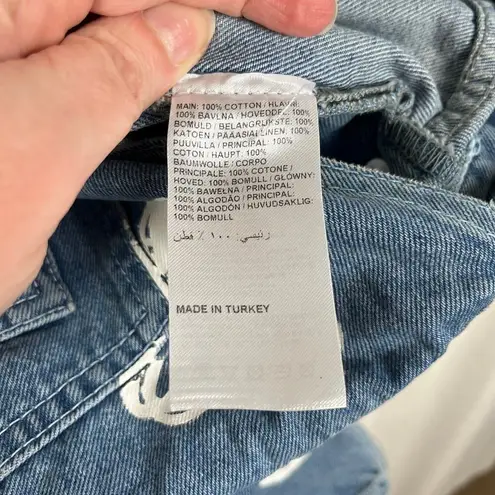 MAIN: 100% COTTON / HLAVNÍ:
100% BAVLNA / HOVEDDEL: 100%
BOMULD / BELANGRIJKSTE: 100%
KATOEN / PÄÄASIALLINEN: 100%
PUUVILLA / PRINCIPAL: 100%
COTON / HAUPT: 100%
BAUMWOLLE / CORPO
PRINCIPALE: 100% COTONE /
HOVED: 100% BOMULL / GŁÓWNY:
100% BAWEŁNA / PRINCIPAL:
100% ALGODÃO / PRINCIPAL:
100% ALGODÓN / HUVUDSAKLIG:
100% BOMULL
رئيسي: ١٠٠ ٪ قطن
MADE IN TURKEY